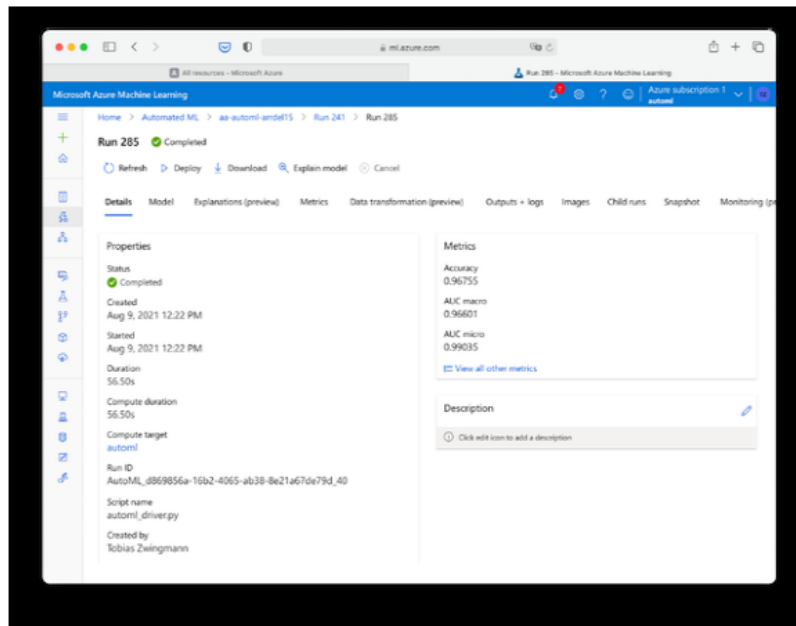 ml.azure.com
All resources - Microsoft Azure
Run 285 - Microsoft Azure Machine Learning
Microsoft Azure Machine Learning
7
Azure subscription 1
automl
Home > Automated ML > aa-automl-arrdel15 > Run 241 > Run 285
Run 285 Completed
Refresh Deploy Download Explain model Cancel
Details Model Explanations (preview) Metrics Data transformation (preview) Outputs + logs Images Child runs Snapshot Monitoring (pr
Properties
Status
Completed
Created
Aug 9, 2021 12:22 PM
Started
Aug 9, 2021 12:22 PM
Duration
56.50s
Compute duration
56.50s
Compute target
automl
Run ID
AutoML_d869856a-16b2-4065-ab38-8e21a67de79d_40
Script name
automl_driver.py
Created by
Tobias Zwingmann
Metrics
Accuracy
0.96755
AUC macro
0.96601
AUC micro
0.99035
View all other metrics
Description
Click edit icon to add a description